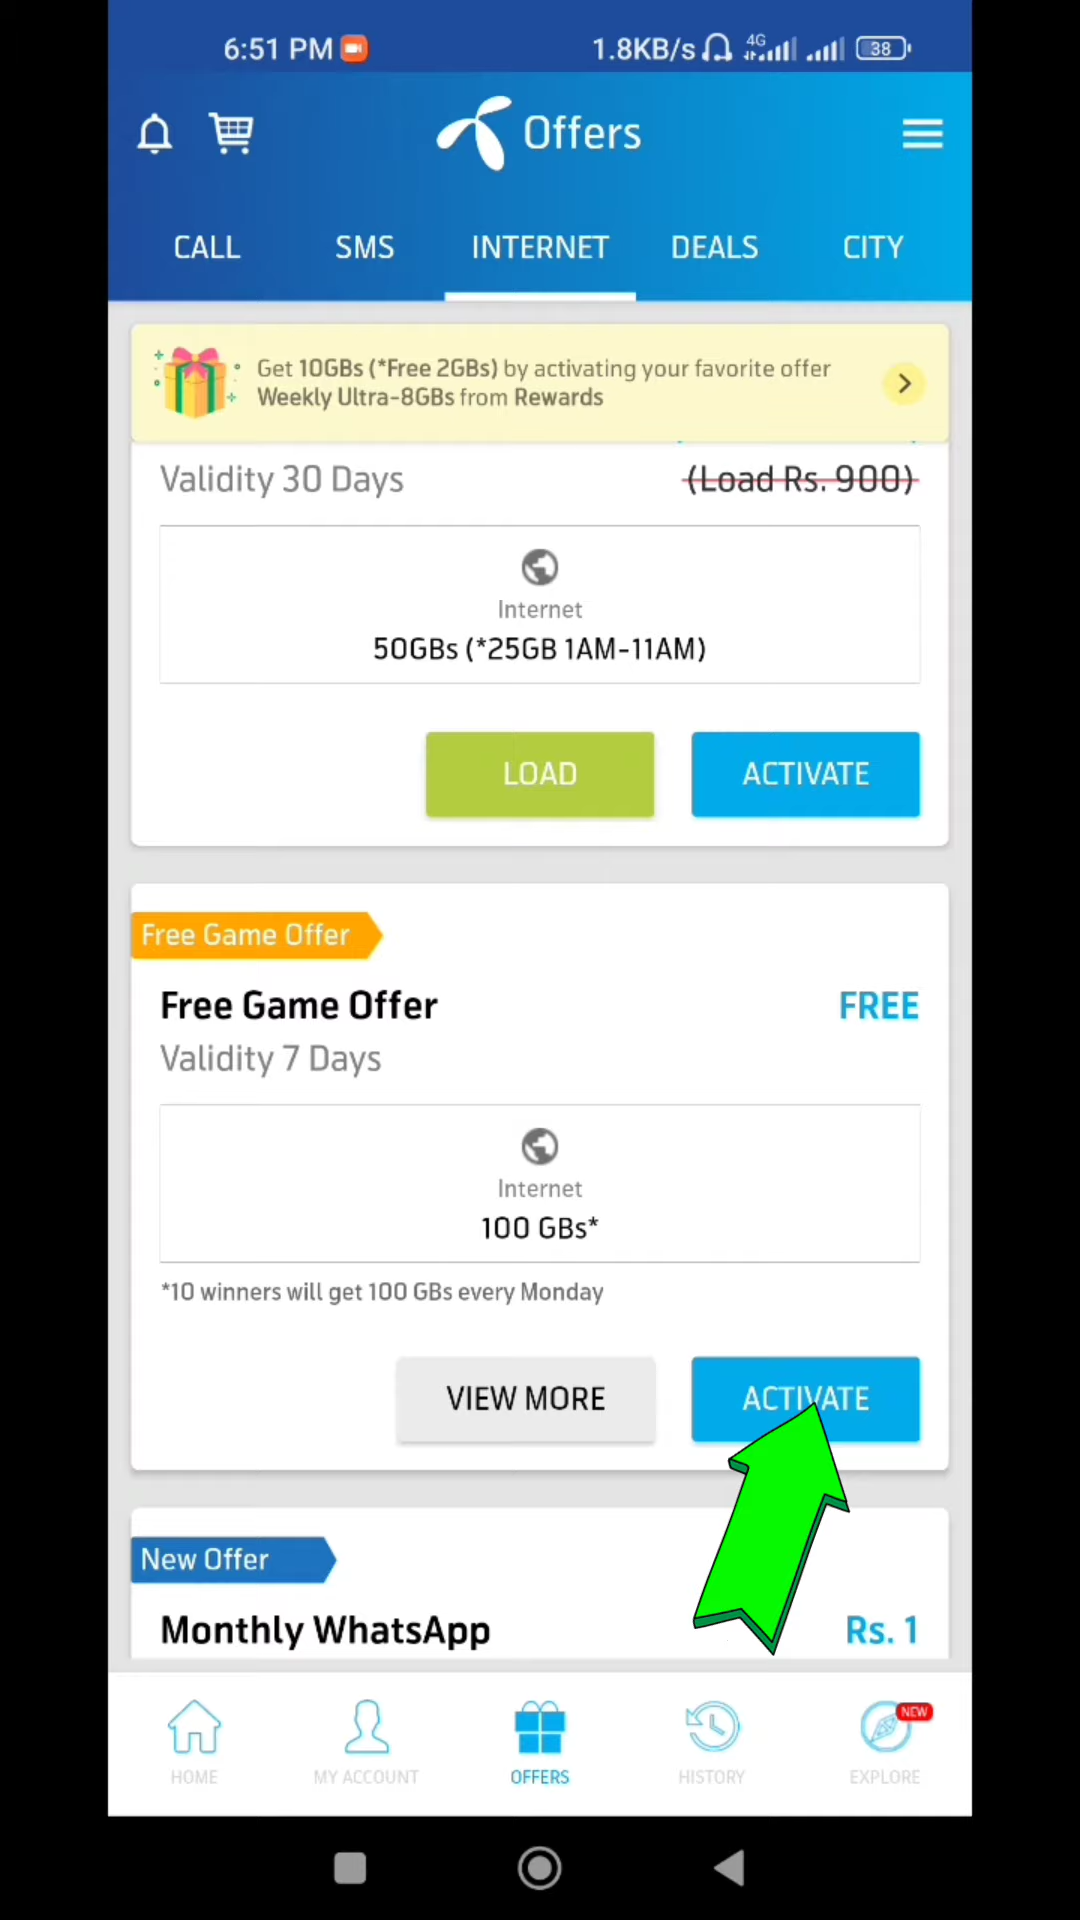 6:51 PM
1.8KB/s 4G 38
Offers
CALL SMS INTERNET DEALS CITY
Get 10GBs (*Free 2GBs) by activating your favorite offer
Weekly Ultra-8GBs from Rewards
Validity 30 Days (Load Rs. 900)
Internet
50GBs (*25GB 1AM-11AM)
LOAD ACTIVATE
Free Game Offer
Free Game Offer FREE
Validity 7 Days
Internet
100 GBs*
*10 winners will get 100 GBs every Monday
VIEW MORE ACTIVATE
New Offer
Monthly WhatsApp Rs. 1
NEW
HOME MY ACCOUNT OFFERS HISTORY EXPLORE